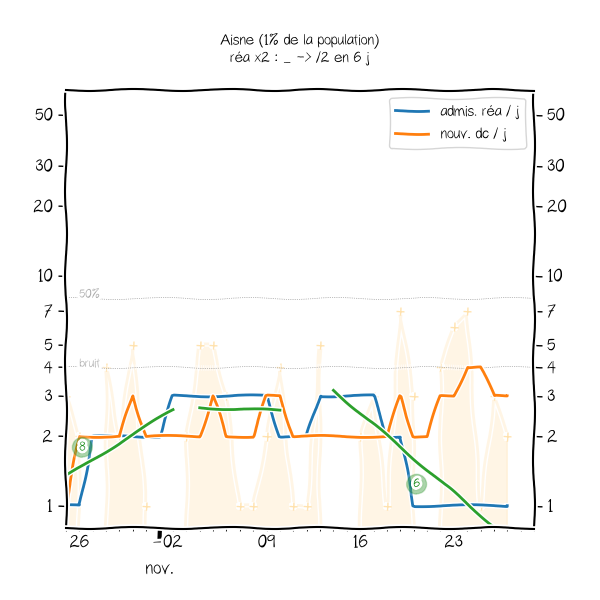 Aisne (1% de la population)
réa x2 : _ -> /2 en 6 j
admis. réa / j
nouv. dc / j
50 50
30 30
20 20
10 10
50%
7 7
5 5
bruit
4 4
3 3
2 2
8
6
1 1
26 02 09 16 23
nov.